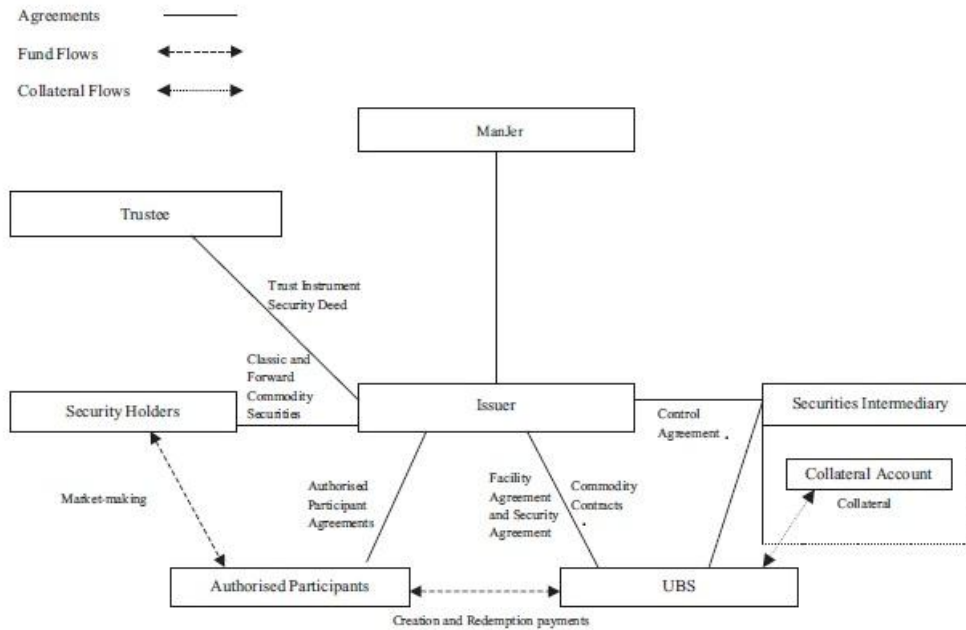 Agreements
Fund Flows
Collateral Flows
ManJer
Trustee
Trust Instrument
Security Deed
Classic and
Forward
Commodity
Securities
Security Holders
Issuer
Securities Intermediary
Control
Agreement .
Collateral Account
Collateral
Market-making
Authorised
Participant
Agreements
Facility
Agreement
and Security
Agreement
Commodity
Contracts
.
Authorised Participants
UBS
Creation and Redemption payments